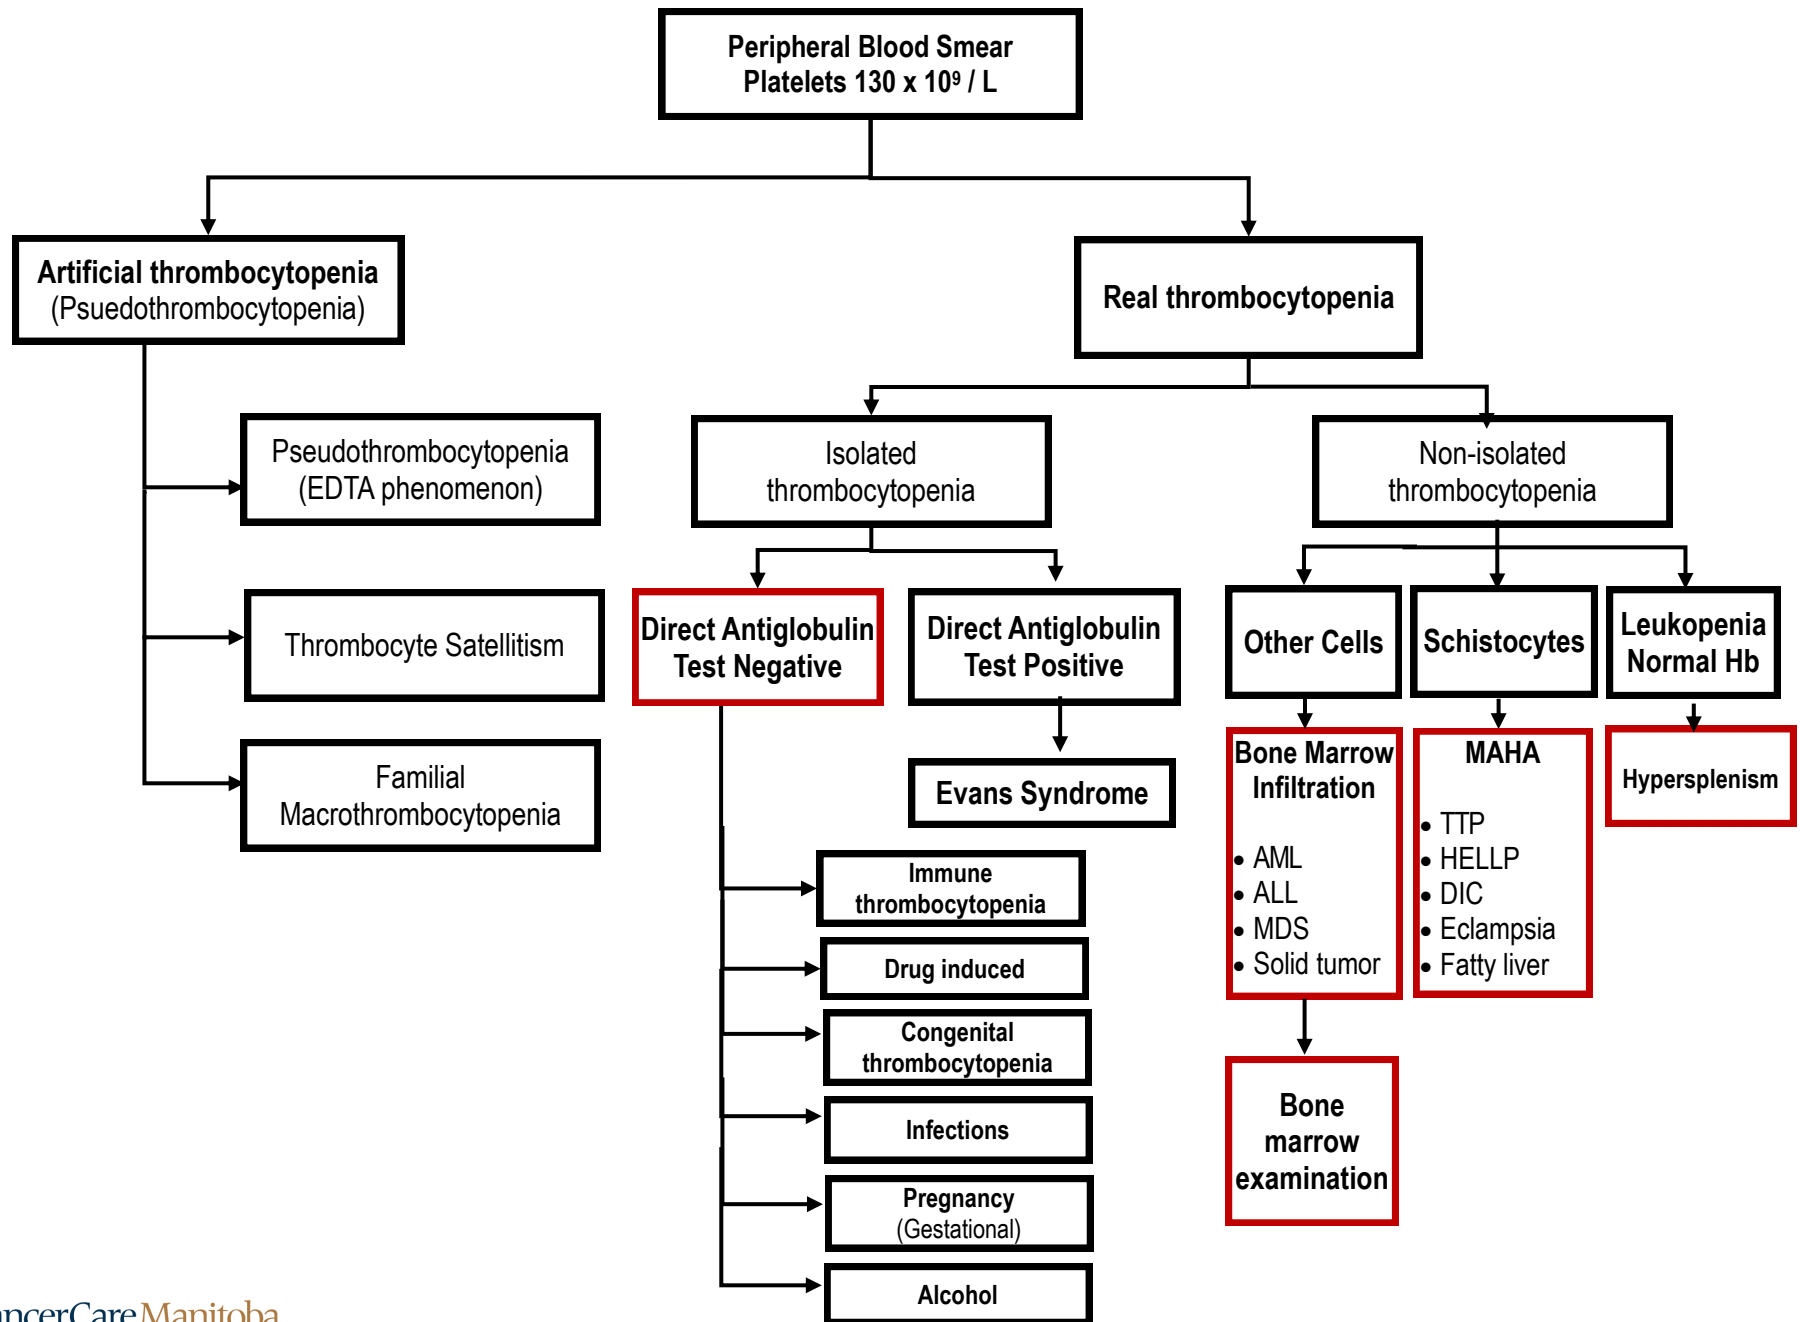 Peripheral Blood Smear
Platelets 130 x 10⁹ / L
Artificial thrombocytopenia
(Psuedothrombocytopenia)
Real thrombocytopenia
Pseudothrombocytopenia
(EDTA phenomenon)
Thrombocyte Satellitism
Familial
Macrothrombocytopenia
Isolated
thrombocytopenia
Non-isolated
thrombocytopenia
Direct Antiglobulin
Test Negative
Direct Antiglobulin
Test Positive
Evans Syndrome
Immune
thrombocytopenia
Drug induced
Congenital
thrombocytopenia
Infections
Pregnancy
(Gestational)
Alcohol
Other Cells
Schistocytes
Leukopenia
Normal Hb
Bone Marrow
Infiltration
• AML
• ALL
• MDS
• Solid tumor
MAHA
• TTP
• HELLP
• DIC
• Eclampsia
• Fatty liver
Hypersplenism
Bone
marrow
examination
ancerCare Manitoba